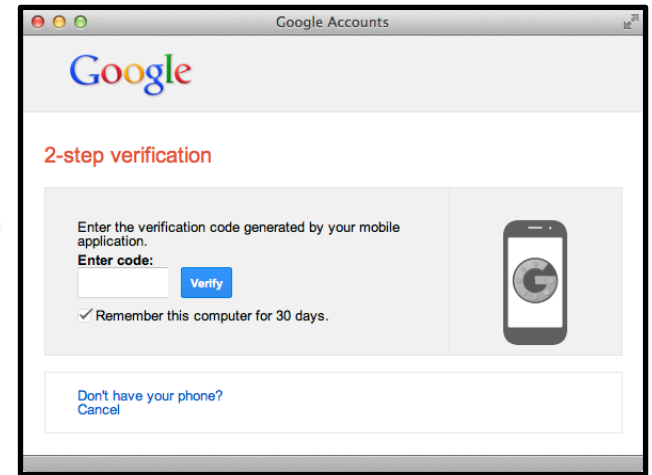 Google Accounts
Google
2-step verification
Enter the verification code generated by your mobile
application.
Enter code:
Verify
Remember this computer for 30 days.
Don't have your phone?
Cancel